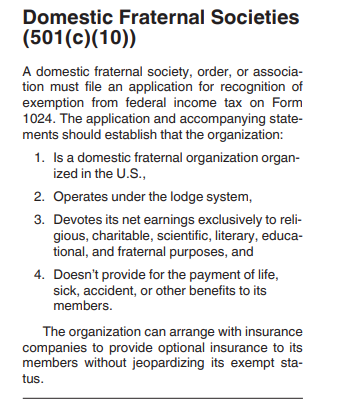 Domestic Fraternal Societies
(501(c)(10))
A domestic fraternal society, order, or associa-
tion must file an application for recognition of
exemption from federal income tax on Form
1024. The application and accompanying state-
ments should establish that the organization:
1. Is a domestic fraternal organization organ-
ized in the U.S.,
2. Operates under the lodge system,
3. Devotes its net earnings exclusively to reli-
gious, charitable, scientific, literary, educa-
tional, and fraternal purposes, and
4. Doesn't provide for the payment of life,
sick, accident, or other benefits to its
members.
The organization can arrange with insurance
companies to provide optional insurance to its
members without jeopardizing its exempt sta-
tus.